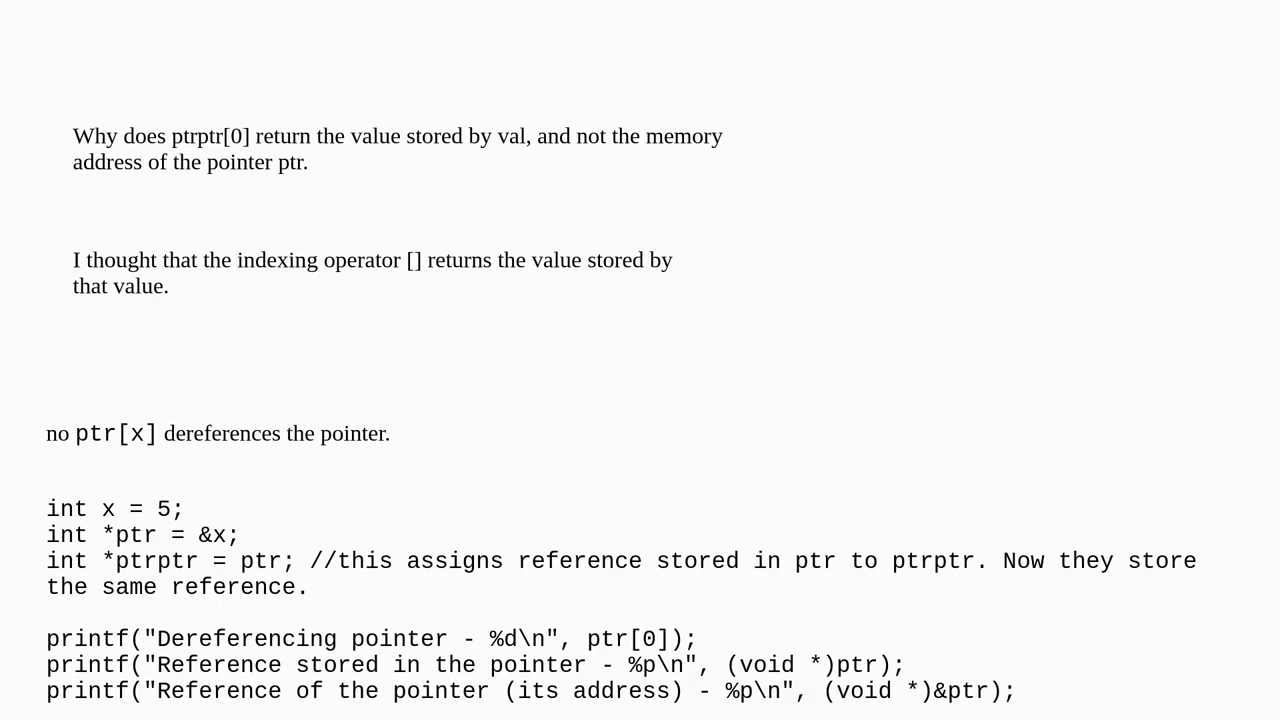 Why does ptrptr[0] return the value stored by val, and not the memory
address of the pointer ptr.
I thought that the indexing operator [] returns the value stored by
that value.
no ptr[x] dereferences the pointer.
int x = 5;
int *ptr = &x;
int *ptrptr = ptr; //this assigns reference stored in ptr to ptrptr. Now they store
the same reference.
printf("Dereferencing pointer - %d\n", ptr[0]);
printf("Reference stored in the pointer - %p\n", (void *)ptr);
printf("Reference of the pointer (its address) - %p\n", (void *)&ptr);